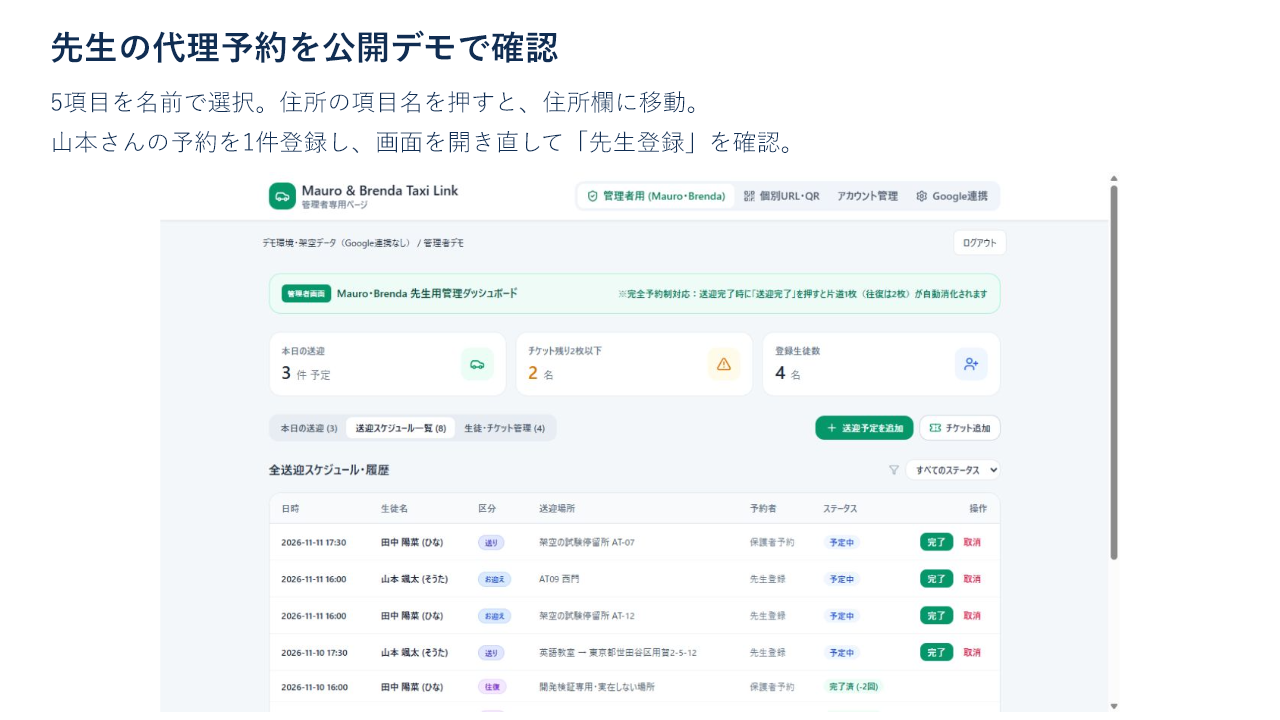 先生の代理予約を公開デモで確認
5項目を名前で選択。住所の項目名を押すと、住所欄に移動。
山本さんの予約を1件登録し、画面を開き直して「先生登録」を確認。
Mauro & Brenda Taxi Link
管理者専用ページ
管理者用 (Mauro・Brenda) 個別URL・QR アカウント管理 Google連携
デモ環境・架空データ（Google連携なし） / 管理者デモ ログアウト
管理者画面 Mauro・Brenda 先生用管理ダッシュボード ※完全予約制対応：送迎完了時に「送迎完了」を押すと片道1枚（往復は2枚）が自動消化されます
本日の送迎 チケット残り2枚以下 登録生徒数
3 件 予定 2 名 4 名
本日の送迎 (3) 送迎スケジュール一覧 (8) 生徒・チケット管理 (4) ＋ 送迎予定を追加 チケット追加
全送迎スケジュール・履歴 すべてのステータス
日時 生徒名 区分 送迎場所 予約者 ステータス 操作
2026-11-11 17:30 田中 陽菜 (ひな) 送り 架空の試験停留所 AT-07 保護者予約 予定中 完了 取消
2026-11-11 16:00 山本 颯太 (そうた) お迎え AT09 西門 先生登録 予定中 完了 取消
2026-11-11 16:00 田中 陽菜 (ひな) お迎え 架空の試験停留所 AT-12 先生登録 予定中 完了 取消
2026-11-10 17:30 山本 颯太 (そうた) 送り 英語教室 → 東京都世田谷区用賀2-5-12 先生登録 予定中 完了 取消
2026-11-10 16:00 田中 陽菜 (ひな) 往復 開発検証専用・実在しない場所 保護者予約 完了済 (-2回)